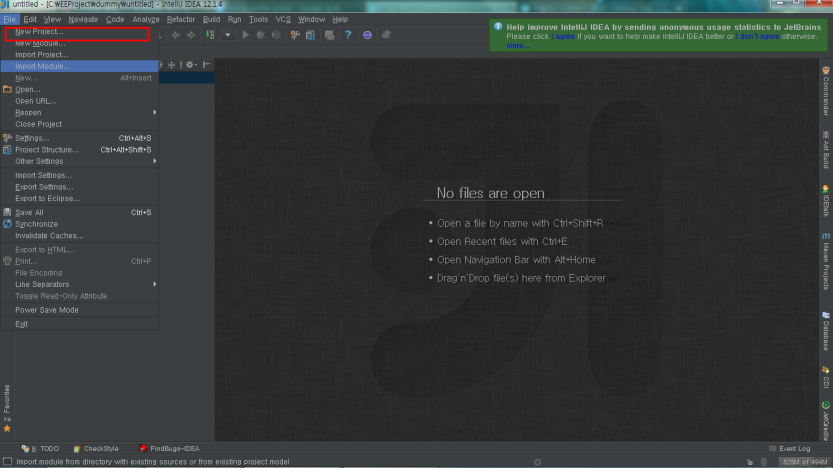 untitled - [C:₩EEProject₩dummy₩untitled] - IntelliJ IDEA 12.1.4
File Edit View Navigate Code Analyze Refactor Build Run Tools VCS Window Help
New Project...
New Module...
Import Project...
Import Module...
New... Alt+Insert
Open...
Open URL...
Reopen
Close Project
Settings... Ctrl+Alt+S
Project Structure... Ctrl+Alt+Shift+S
Other Settings
Import Settings...
Export Settings...
Export to Eclipse...
Save All Ctrl+S
Synchronize
Invalidate Caches...
Export to HTML...
Print... Ctrl+P
File Encoding
Line Separators
Toggle Read-Only Attribute
Power Save Mode
Exit
Help improve IntelliJ IDEA by sending anonymous usage statistics to JetBrains
Please click I agree if you want to help make IntelliJ IDEA better or I don't agree otherwise.
more...
No files are open
• Open a file by name with Ctrl+Shift+R
• Open Recent files with Ctrl+E
• Open Navigation Bar with Alt+Home
• Drag'n'Drop file(s) here from Explorer
Commander
Ant Build
IDEtalk
Maven Projects
Database
CDI
JetGradle
2: Favorites
6: TODO
CheckStyle
FindBugs-IDEA
Event Log
Import module from directory with existing sources or from existing project model